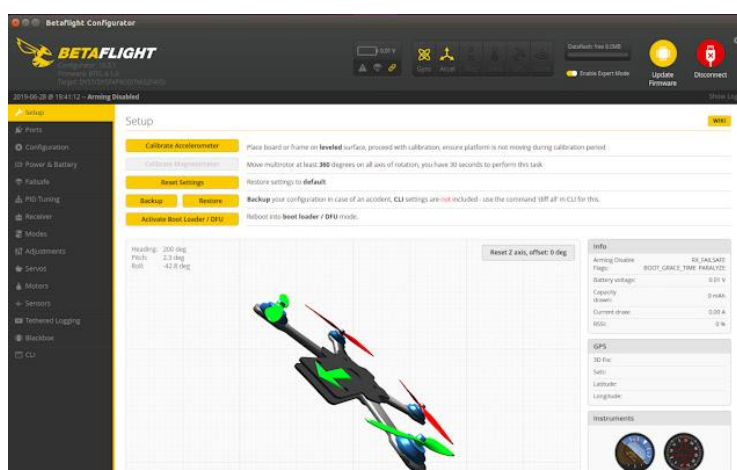 Betaflight Configurator
BETAFLIGHT
0.01 V
Gyro Accel
Dataflash: free 8.0MB
Enable Expert Mode
Update Firmware
Disconnect
2019-06-28 @ 19:41:12 -- Arming Disabled
Show Log
Setup
Ports
Configuration
Power & Battery
Failsafe
PID Tuning
Receiver
Modes
Adjustments
Servos
Motors
Sensors
Tethered Logging
Blackbox
CLI
Setup
WIKI
Calibrate Accelerometer
Place board or frame on leveled surface, proceed with calibration, ensure platform is not moving during calibration period
Calibrate Magnetometer
Move multirotor at least 360 degrees on all axis of rotation, you have 30 seconds to perform this task
Reset Settings
Restore settings to default
Backup Restore
Backup your configuration in case of an accident, CLI settings are not included - use the command 'diff all' in CLI for this.
Activate Boot Loader / DFU
Reboot into boot loader / DFU mode.
Heading: 200 deg
Pitch: 2.3 deg
Roll: -42.8 deg
Reset Z axis, offset: 0 deg
Info
Arming Disable Flags: RX_FAILSAFE BOOT_GRACE_TIME PARALYZE
Battery voltage: 0.01 V
Capacity drawn: 0 mAh
Current draw: 0.00 A
RSSI: 0 %
GPS
3D Fix:
Sats:
Latitude:
Longitude:
Instruments